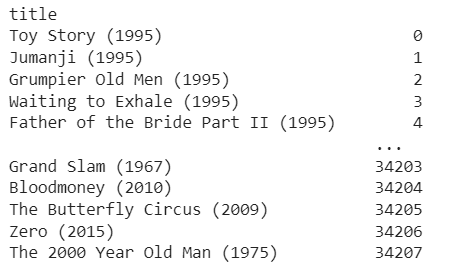 title
Toy Story (1995) 0
Jumanji (1995) 1
Grumpier Old Men (1995) 2
Waiting to Exhale (1995) 3
Father of the Bride Part II (1995) 4
...
Grand Slam (1967) 34203
Bloodmoney (2010) 34204
The Butterfly Circus (2009) 34205
Zero (2015) 34206
The 2000 Year Old Man (1975) 34207